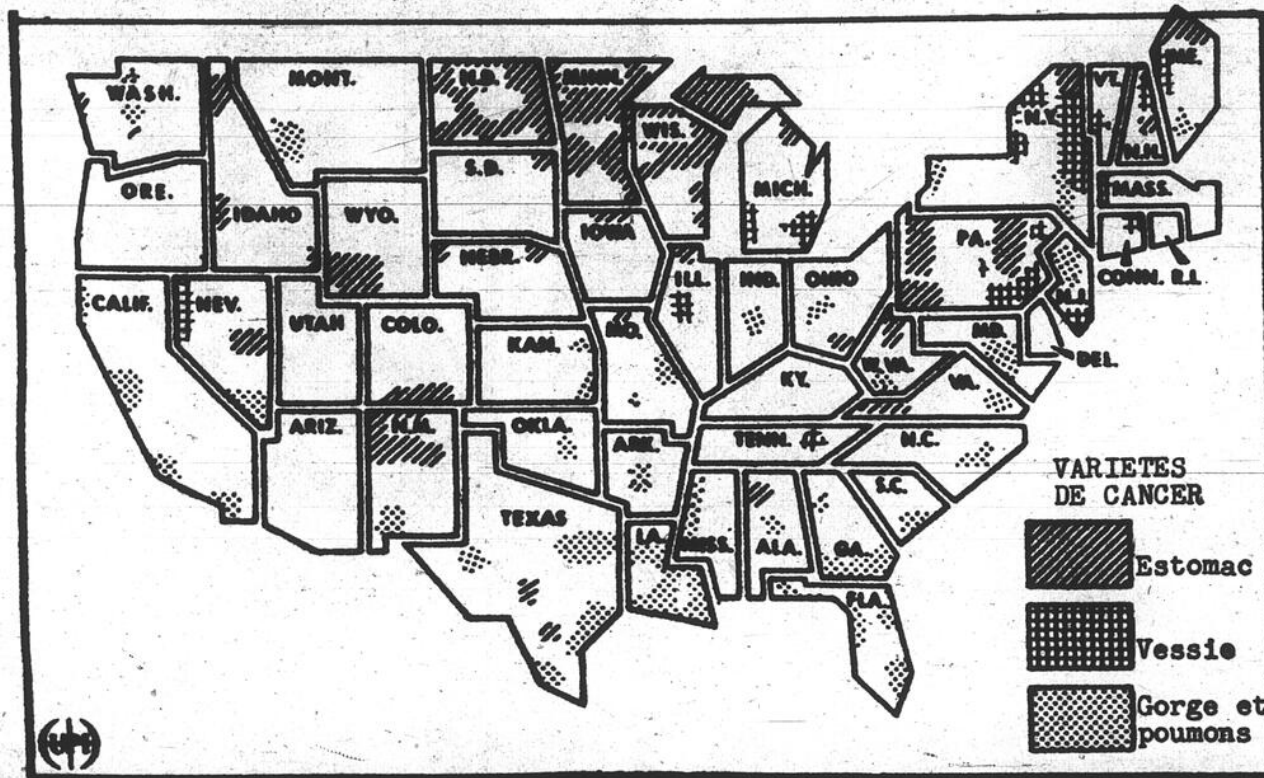 WASH.
MONT.
N.D.
MINN.
VT.
ME.
ORE.
IDAHO
WYO.
S.D.
WIS.
MICH.
N.Y.
N.H.
MASS.
IOWA
NEBR.
ILL.
IND.
OHIO
PA.
CONN. R.I.
N.J.
CALIF.
NEV.
UTAH
COLO.
KAN.
MO.
KY.
W.VA.
VA.
MD.
DEL.
ARIZ.
N.M.
OKLA.
ARK.
TENN.
N.C.
S.C.
TEXAS
LA.
MISS.
ALA.
GA.
FLA.
VARIETES
DE CANCER
Estomac
Vessie
Gorge et
poumons
UPI